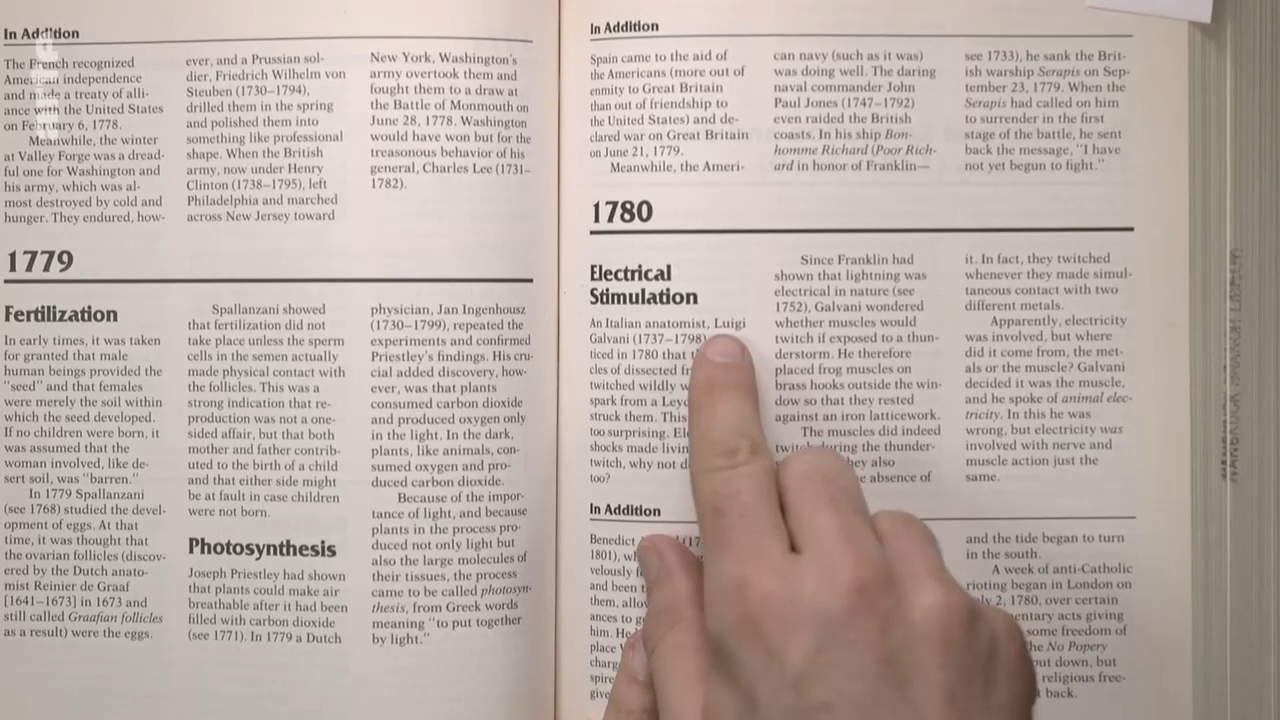 In Addition
The French recognized
American independence
and made a treaty of alli-
ance with the United States
on February 6, 1778.
Meanwhile, the winter
at Valley Forge was a dread-
ful one for Washington and
his army, which was al-
most destroyed by cold and
hunger. They endured, how-
ever, and a Prussian sol-
dier, Friedrich Wilhelm von
Steuben (1730–1794),
drilled them in the spring
and polished them into
something like professional
shape. When the British
army, now under Henry
Clinton (1738–1795), left
Philadelphia and marched
across New Jersey toward
New York, Washington's
army overtook them and
fought them to a draw at
the Battle of Monmouth on
June 28, 1778. Washington
would have won but for the
treasonous behavior of his
general, Charles Lee (1731–
1782).
1779
Fertilization
In early times, it was taken
for granted that male
human beings provided the
"seed" and that females
were merely the soil within
which the seed developed.
If no children were born, it
was assumed that the
woman involved, like de-
sert soil, was "barren."
In 1779 Spallanzani
(see 1768) studied the devel-
opment of eggs. At that
time, it was thought that
the ovarian follicles (discov-
ered by the Dutch anato-
mist Reinier de Graaf
[1641–1673] in 1673 and
still called Graafian follicles
as a result) were the eggs.
Spallanzani showed
that fertilization did not
take place unless the sperm
cells in the semen actually
made physical contact with
the follicles. This was a
strong indication that re-
production was not a one-
sided affair, but that both
mother and father contrib-
uted to the birth of a child
and that either side might
be at fault in case children
were not born.
Photosynthesis
Joseph Priestley had shown
that plants could make air
breathable after it had been
filled with carbon dioxide
(see 1771). In 1779 a Dutch
physician, Jan Ingenhousz
(1730–1799), repeated the
experiments and confirmed
Priestley's findings. His cru-
cial added discovery, how-
ever, was that plants
consumed carbon dioxide
and produced oxygen only
in the light. In the dark,
plants, like animals, con-
sumed oxygen and pro-
duced carbon dioxide.
Because of the impor-
tance of light, and because
plants in the process pro-
duced not only light but
also the large molecules of
their tissues, the process
came to be called photosyn-
thesis, from Greek words
meaning "to put together
by light."
In Addition
Spain came to the aid of
the Americans (more out of
enmity to Great Britain
than out of friendship to
the United States) and de-
clared war on Great Britain
on June 21, 1779.
Meanwhile, the Ameri-
can navy (such as it was)
was doing well. The daring
naval commander John
Paul Jones (1747–1792)
even raided the British
coasts. In his ship Bon-
homme Richard (Poor Rich-
ard in honor of Franklin—
see 1733), he sank the Brit-
ish warship Serapis on Sep-
tember 23, 1779. When the
Serapis had called on him
to surrender in the first
stage of the battle, he sent
back the message, "I have
not yet begun to fight."
1780
Electrical
Stimulation
An Italian anatomist, Luigi
Galvani (1737–1798)
ticed in 1780 that
cles of dissected
twitched wildly
spark from a
struck them. This
too surprising.
shocks made
twitch, why not
too?
Since Franklin had
shown that lightning was
electrical in nature (see
1752), Galvani wondered
whether muscles would
twitch if exposed to a thun-
derstorm. He therefore
placed frog muscles on
brass hooks outside the win-
dow so that they rested
against an iron latticework.
The muscles did indeed
twitch during the thunder-
they also
absence of
it. In fact, they twitched
whenever they made simul-
taneous contact with two
different metals.
Apparently, electricity
was involved, but where
did it come from, the met-
als or the muscle? Galvani
decided it was the muscle,
and he spoke of animal elec-
tricity. In this he was
wrong, but electricity was
involved with nerve and
muscle action just the
same.
In Addition
Benedict
1801),
velously
and been
them,
ances to
him. He
place
and the tide began to turn
in the south.
A week of anti-Catholic
rioting began in London on
2, 1780, over certain
acts giving
some freedom of
No Popery
down, but
religious free-
back.